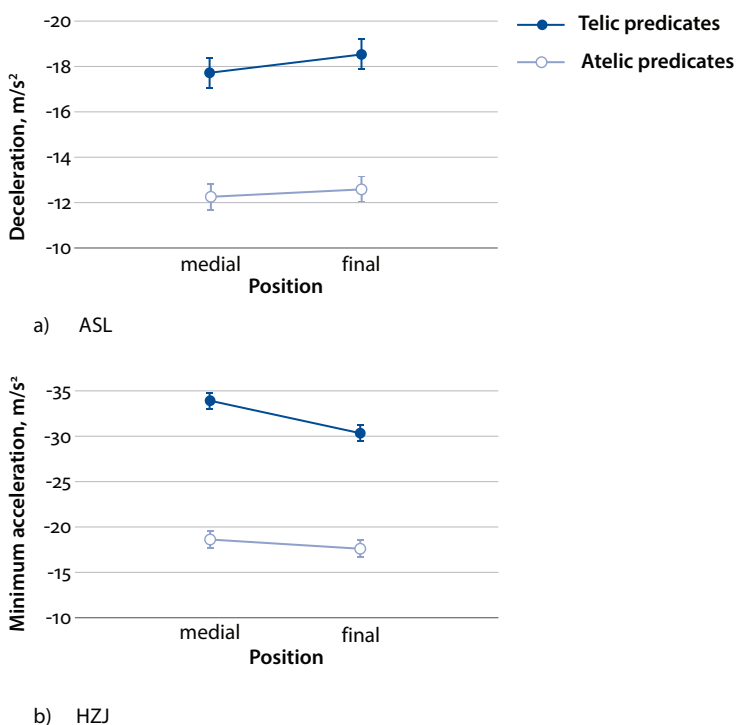 -20
-18
-16
-14
-12
-10
Deceleration, m/s²
medial final
Position
Telic predicates
Atelic predicates
a) ASL
-35
-30
-25
-20
-15
-10
Minimum acceleration, m/s²
medial final
Position
b) HZJ